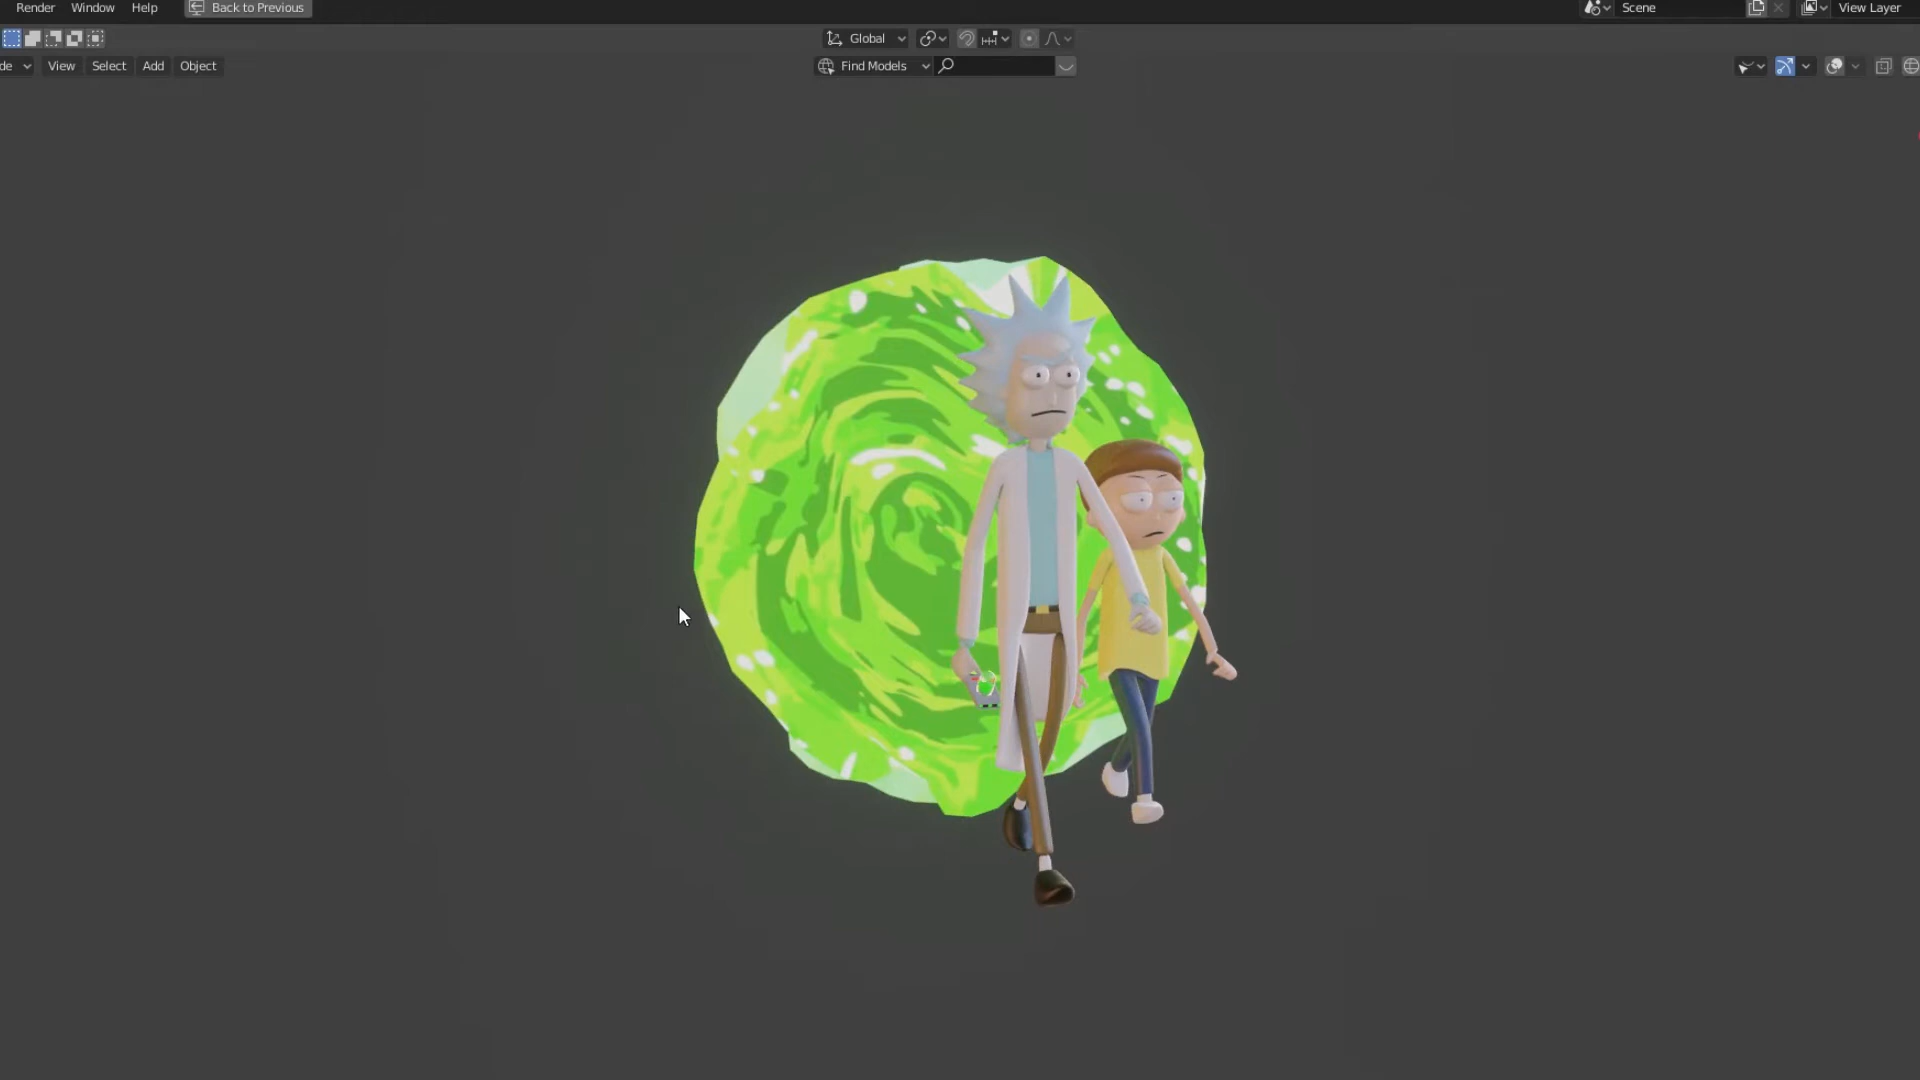 Render Window Help Back to Previous Scene View Layer
Global
de View Select Add Object Find Models